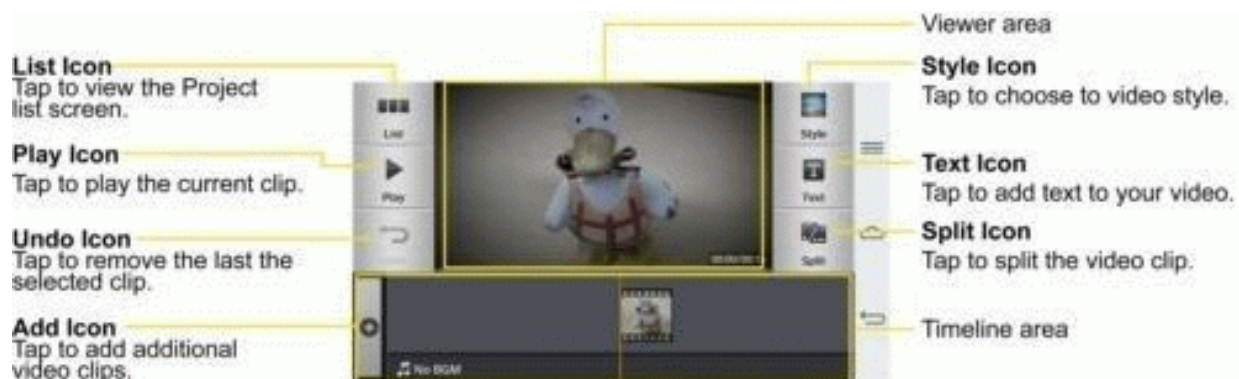 Viewer area
List Icon
Tap to view the Project
list screen.
Style Icon
Tap to choose to video style.
Play Icon
Tap to play the current clip.
Text Icon
Tap to add text to your video.
Undo Icon
Tap to remove the last the
selected clip.
Split Icon
Tap to split the video clip.
Add Icon
Tap to add additional
video clips.
Timeline area
List
Play
Style
Text
Split
No BGM